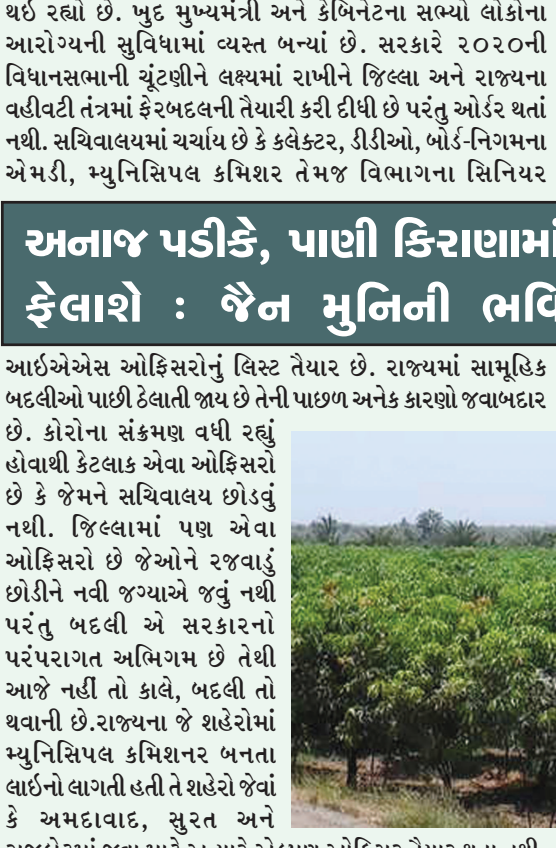 થઇ રહ્યો છે. ખુદ મુખ્યમંત્રી અને કેબિનેટના સભ્યો લોકોના
આરોગ્યની સુવિધામાં વ્યસ્ત બન્યાં છે. સરકારે ૨૦૨૦ની
વિધાનસભાની ચૂંટણીને લક્ષ્યમાં રાખીને જિલ્લા અને રાજ્યના
વહીવટી તંત્રમાં ફેરબદલની તૈયારી કરી દીધી છે પરંતુ ઓર્ડર થતાં
નથી. સચિવાલયમાં ચર્ચાય છે કે કલેક્ટર, ડીડીઓ, બોર્ડ-નિગમના
એમડી, મ્યુનિસિપલ કમિશર તેમજ વિભાગના સિનિયર
અનાજ પડીકે, પાણી કિરાણામાં
ફેલાશે : જૈન મુનિની ભવિ
આઇએએસ ઓફિસરોનું લિસ્ટ તૈયાર છે. રાજ્યમાં સામૂહિક
બદલીઓ પાછી ઠેલાતી જાય છે તેની પાછળ અનેક કારણો જવાબદાર
છે. કોરોના સંક્રમણ વધી રહ્યું
હોવાથી કેટલાક એવા ઓફિસરો
છે કે જેમને સચિવાલય છોડવું
નથી. જિલ્લામાં પણ એવા
ઓફિસરો છે જેઓને રજવાડું
છોડીને નવી જગ્યાએ જવું નથી
પરંતુ બદલી એ સરકારનો
પરંપરાગત અભિગમ છે તેથી
આજે નહીં તો કાલે, બદલી તો
થવાની છે.રાજ્યના જે શહેરોમાં
મ્યુનિસિપલ કમિશનર બનતા
લાઇનો લાગતી હતી તે શહેરો જેવાં
કે અમદાવાદ, સુરત અને